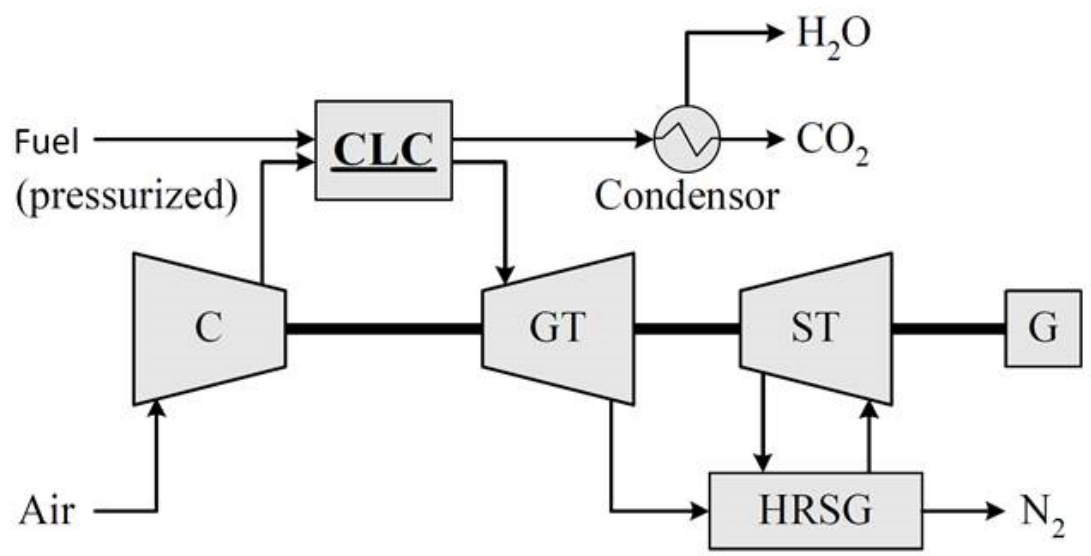 H₂O
Fuel
(pressurized)
CLC
CO₂
Condensor
C
GT
ST
G
Air
HRSG
N₂